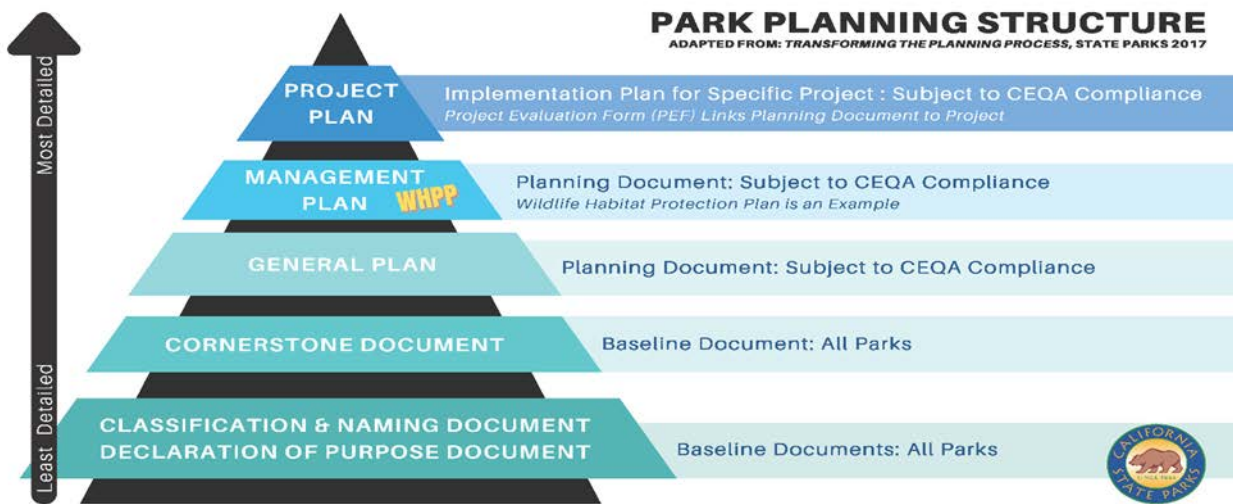 PARK PLANNING STRUCTURE
ADAPTED FROM: TRANSFORMING THE PLANNING PROCESS, STATE PARKS 2017
Most Detailed
Least Detailed
PROJECT
PLAN
Implementation Plan for Specific Project : Subject to CEQA Compliance
Project Evaluation Form (PEF) Links Planning Document to Project
MANAGEMENT
PLAN
WHPP
Planning Document: Subject to CEQA Compliance
Wildlife Habitat Protection Plan is an Example
GENERAL PLAN
Planning Document: Subject to CEQA Compliance
CORNERSTONE DOCUMENT
Baseline Document: All Parks
CLASSIFICATION & NAMING DOCUMENT
DECLARATION OF PURPOSE DOCUMENT
Baseline Documents: All Parks
CALIFORNIA
STATE PARKS